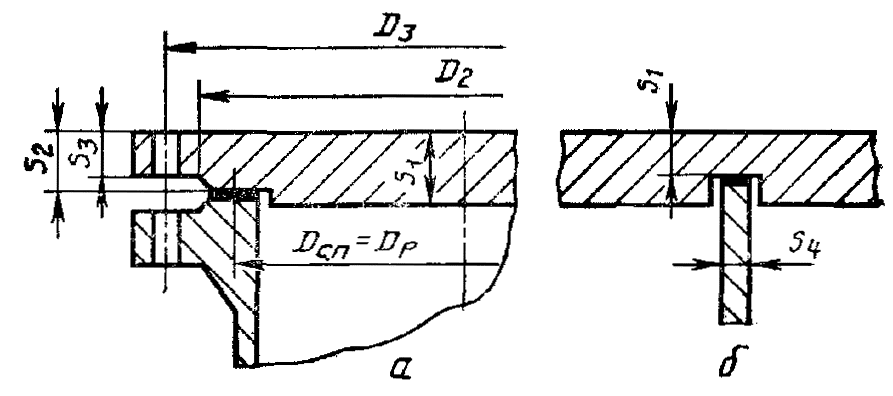 D₃
D₂
S₁
S₂
S₃
S₁
Dсп = Dр
S₄
а
б